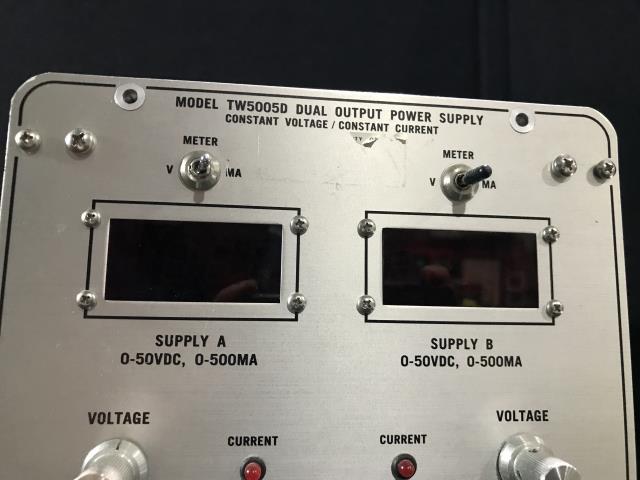 MODEL TW5005D DUAL OUTPUT POWER SUPPLY
CONSTANT VOLTAGE / CONSTANT CURRENT
METER
V MA
METER
V MA
SUPPLY A
0-50VDC, 0-500MA
SUPPLY B
0-50VDC, 0-500MA
VOLTAGE
CURRENT
CURRENT
VOLTAGE